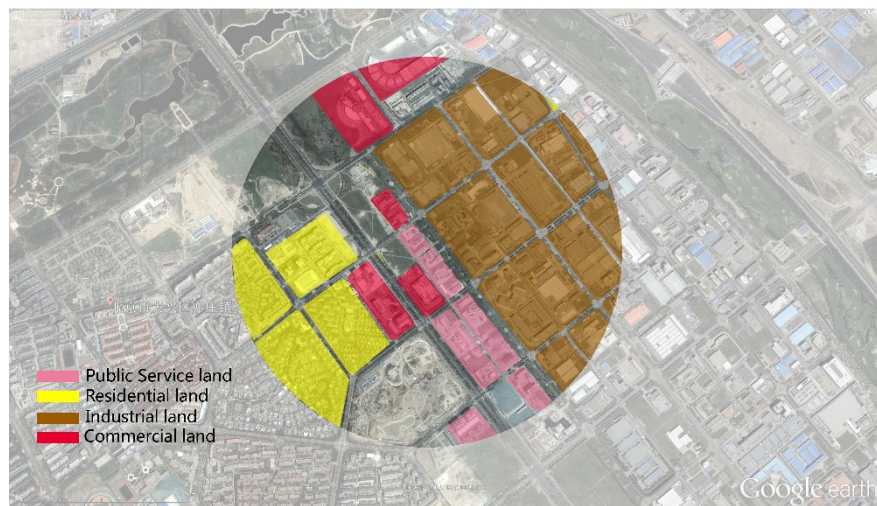 Public Service land
Residential land
Industrial land
Commercial land
Google earth